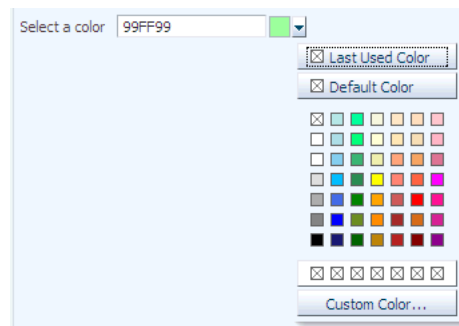 Select a color 99FF99
Last Used Color
Default Color
Custom Color...